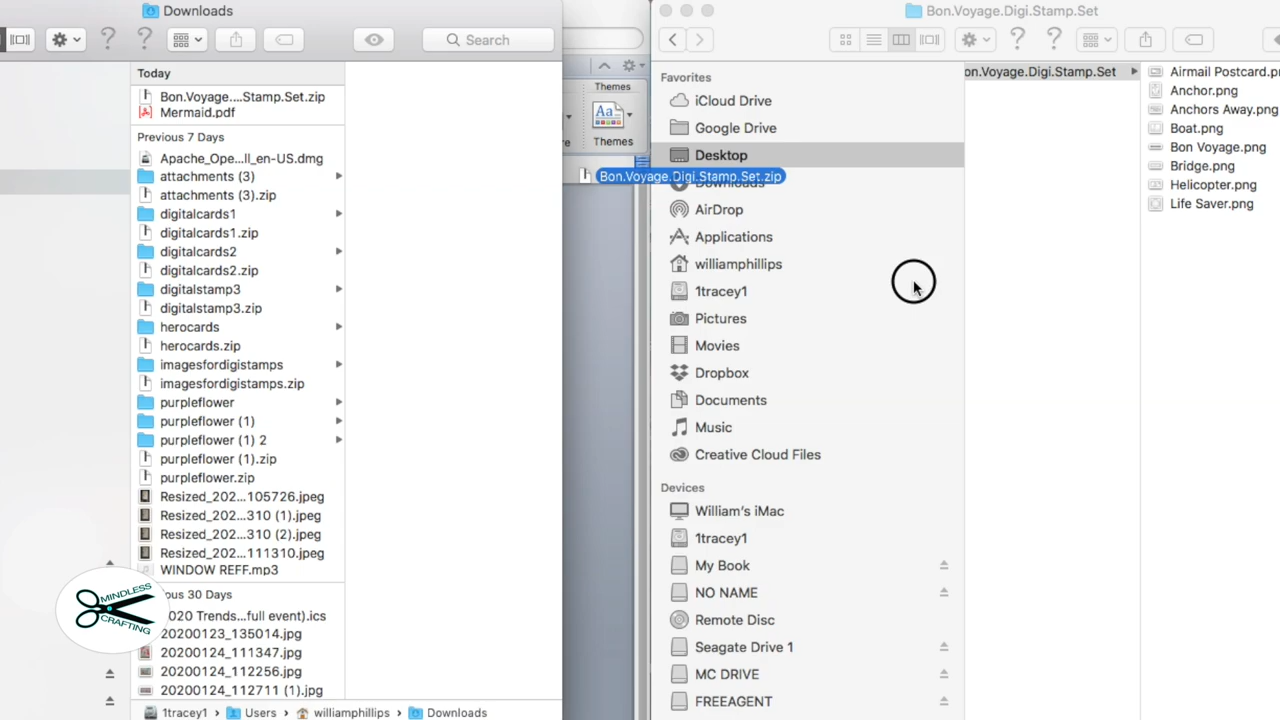 Downloads
Search
Today
Bon.Voyage....Stamp.Set.zip
Mermaid.pdf
Previous 7 Days
Apache_Ope...ll_en-US.dmg
attachments (3)
attachments (3).zip
digitalcards1
digitalcards1.zip
digitalcards2
digitalcards2.zip
digitalstamp3
digitalstamp3.zip
herocards
herocards.zip
imagesfordigistamps
imagesfordigistamps.zip
purpleflower
purpleflower (1)
purpleflower (1) 2
purpleflower (1).zip
purpleflower.zip
Resized_202...105726.jpeg
Resized_202...310 (1).jpeg
Resized_202...310 (2).jpeg
Resized_202...111310.jpeg
WINDOW REFF.mp3
ous 30 Days
020 Trends...full event).ics
20200123_135014.jpg
20200124_111347.jpg
20200124_112256.jpg
20200124_112711 (1).jpg
1tracey1 › Users › williamphillips › Downloads
MINDLESS
CRAFTING
Themes
Aa
Themes
Bon.Voyage.Digi.Stamp.Set.zip
Bon.Voyage.Digi.Stamp.Set
Favorites
iCloud Drive
Google Drive
Desktop
Downloads
AirDrop
Applications
williamphillips
1tracey1
Pictures
Movies
Dropbox
Documents
Music
Creative Cloud Files
Devices
William's iMac
1tracey1
My Book
NO NAME
Remote Disc
Seagate Drive 1
MC DRIVE
FREEAGENT
on.Voyage.Digi.Stamp.Set
Airmail Postcard.pn
Anchor.png
Anchors Away.png
Boat.png
Bon Voyage.png
Bridge.png
Helicopter.png
Life Saver.png